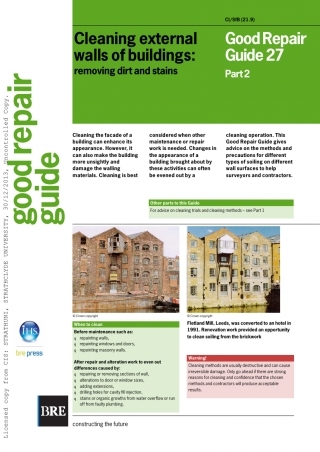 CI/SfB (21.9)
Cleaning external
walls of buildings:
removing dirt and stains
Good Repair
Guide 27
Part 2
good repair
guide
Cleaning the facade of a
building can enhance its
appearance. However, it
can also make the building
more unsightly and
damage the walling
materials. Cleaning is best
considered when other
maintenance or repair
work is needed. Changes in
the appearance of a
building brought about by
these activities can often
be evened out by a
cleaning operation. This
Good Repair Guide gives
advice on the methods and
precautions for different
types of soiling on different
wall surfaces to help
surveyors and contractors.
Other parts to this Guide
For advice on cleaning trials and cleaning methods – see Part 1
© Crown copyright
© Crown copyright
When to clean
Before maintenance such as:
q repainting walls,
q repainting windows and doors,
q repainting masonry walls.
After repair and alteration work to even out
differences caused by:
q repairing or removing sections of wall,
q alterations to door or window sizes,
q adding extensions,
q drilling holes for cavity fill injection,
q stains or organic growths from water overflow or run
off from faulty plumbing.
Fletland Mill, Leeds, was converted to an hotel in
1991. Renovation work provided an opportunity
to clean soiling from the brickwork
Warning!
Cleaning methods are usually destructive and can cause
irreversible damage. Only go ahead if there are strong
reasons for cleaning and confidence that the chosen
methods and contractors will produce acceptable
results.
IHS
bre press
BRE
constructing the future
Licensed copy from CIS: STRATHUNI, STRATHCLYDE UNIVERSITY, 30/12/2013, Uncontrolled Copy.